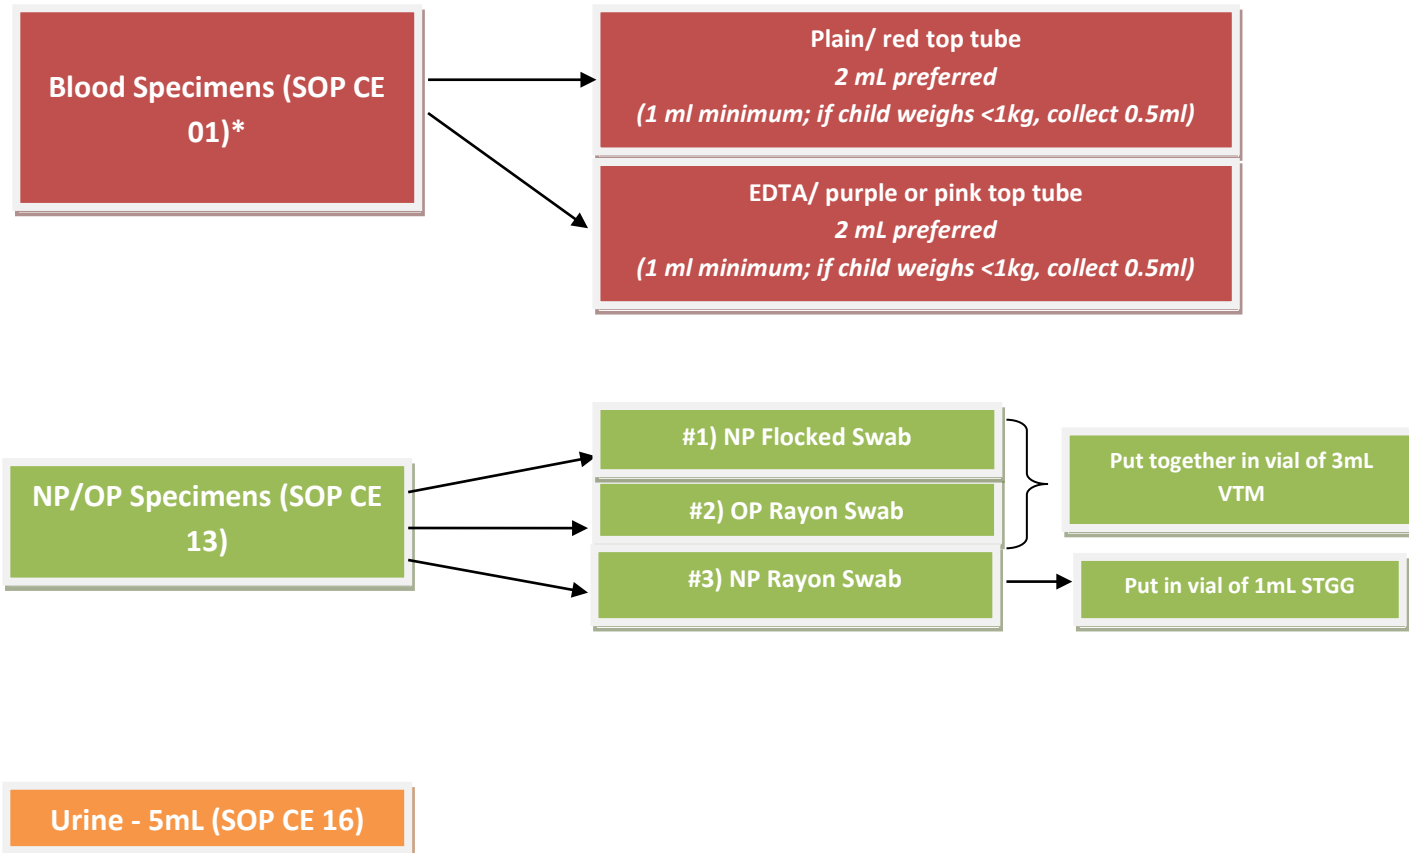 Blood Specimens (SOP CE
01)*
Plain/ red top tube
2 mL preferred
(1 ml minimum; if child weighs <1kg, collect 0.5ml)
EDTA/ purple or pink top tube
2 mL preferred
(1 ml minimum; if child weighs <1kg, collect 0.5ml)
NP/OP Specimens (SOP CE
13)
#1) NP Flocked Swab
#2) OP Rayon Swab
#3) NP Rayon Swab
Put together in vial of 3mL
VTM
Put in vial of 1mL STGG
Urine - 5mL (SOP CE 16)